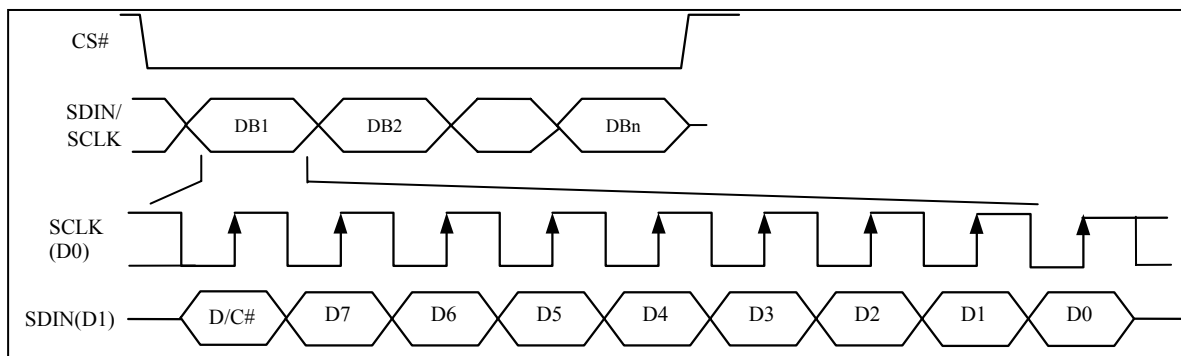 CS#
SDIN/
SCLK
DB1 DB2 DBn
SCLK
(D0)
SDIN(D1) D/C# D7 D6 D5 D4 D3 D2 D1 D0